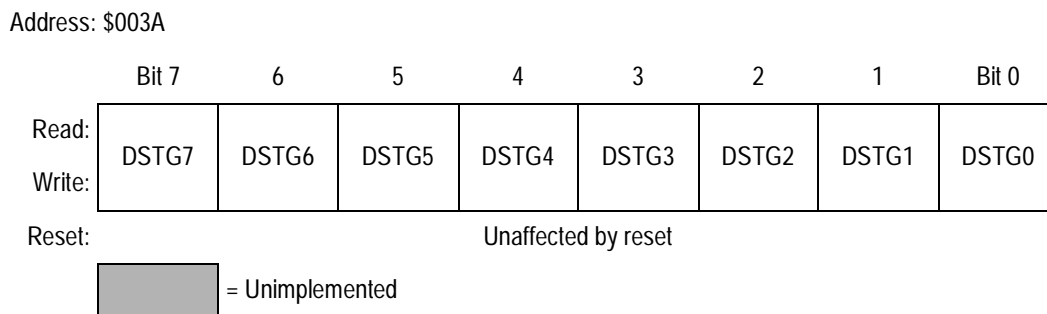 Address: $003A
Bit 7 6 5 4 3 2 1 Bit 0
Read:
DSTG7 DSTG6 DSTG5 DSTG4 DSTG3 DSTG2 DSTG1 DSTG0
Write:
Reset: Unaffected by reset
= Unimplemented